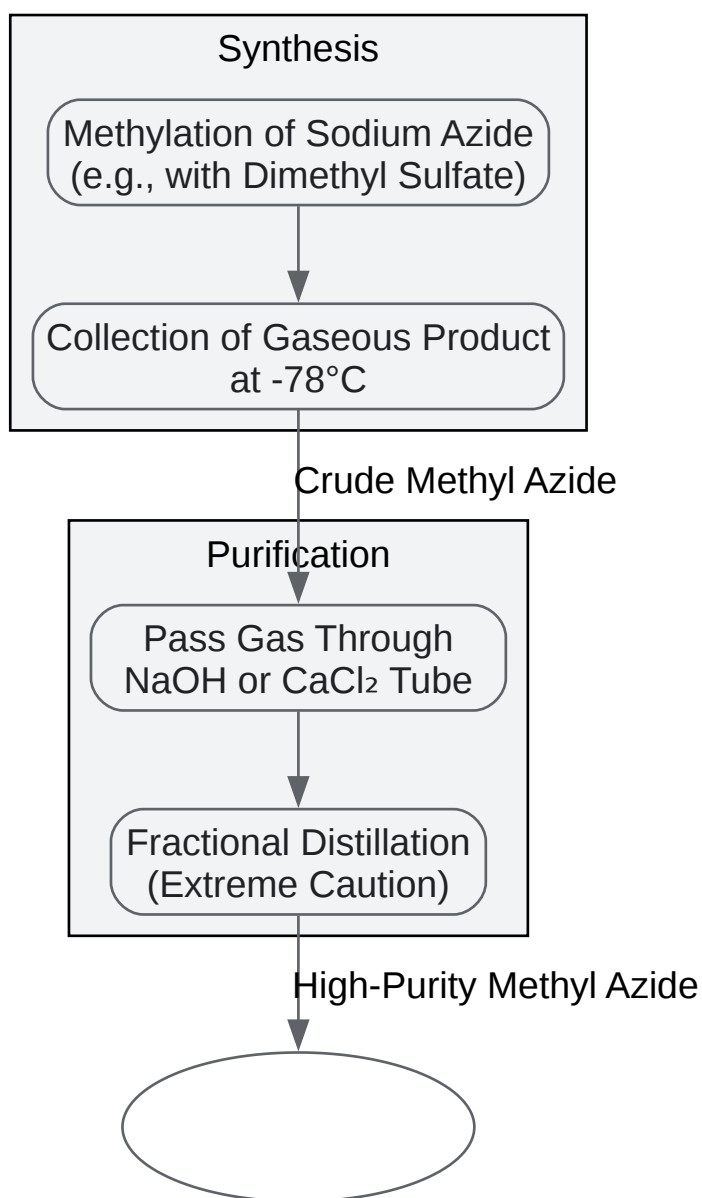 Synthesis
Methylation of Sodium Azide
(e.g., with Dimethyl Sulfate)
Collection of Gaseous Product
at -78°C
Crude Methyl Azide
Purification
Pass Gas Through
NaOH or CaCl₂ Tube
Fractional Distillation
(Extreme Caution)
High-Purity Methyl Azide